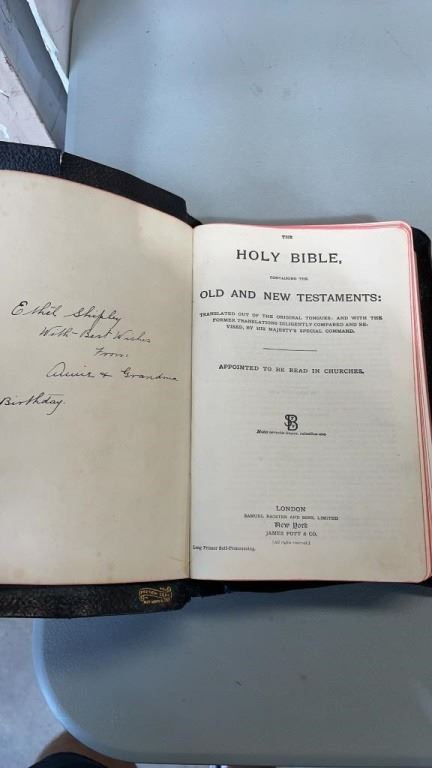 Ethel Shipley
With-Best Wishes
From:
& Grandma
Birthday.
THE
HOLY BIBLE,
CONTAINING THE
OLD AND NEW TESTAMENTS:
TRANSLATED OUT OF THE ORIGINAL TONGUES: AND WITH THE
FORMER TRANSLATIONS DILIGENTLY COMPARED AND RE-
VISED, BY HIS MAJESTY'S SPECIAL COMMAND.
APPOINTED TO BE READ IN CHURCHES.
SB
LONDON
SAMUEL BAGSTER AND SONS, LIMITED
New York
JAMES POTT & CO.
[All rights reserved.]
Long Primer Self-Pronouncing.